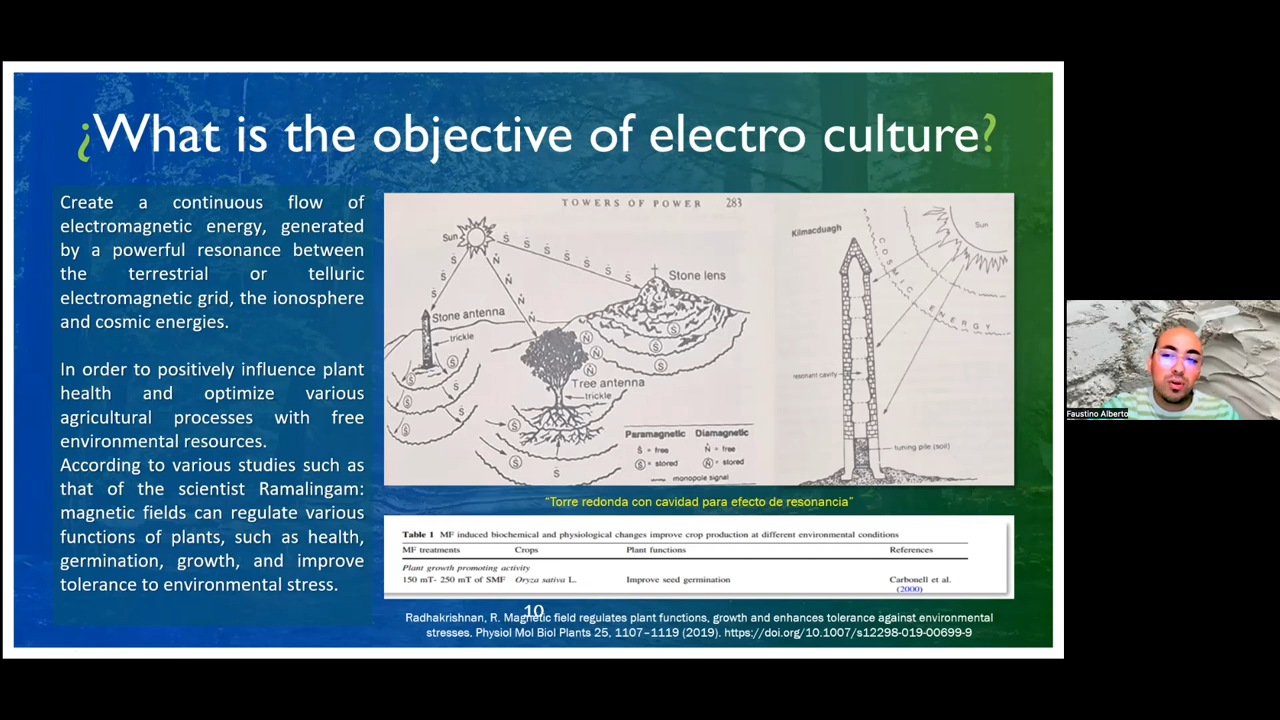 ¿What is the objective of electro culture?
Create a continuous flow of
electromagnetic energy, generated
by a powerful resonance between
the terrestrial or telluric
electromagnetic grid, the ionosphere
and cosmic energies.
In order to positively influence plant
health and optimize various
agricultural processes with free
environmental resources.
According to various studies such as
that of the scientist Ramalingam:
magnetic fields can regulate various
functions of plants, such as health,
germination, growth, and improve
tolerance to environmental stress.
TOWERS OF POWER 283
Sun
S S S S S S S S
S S S
N N N N
Stone lens
Stone antenna
trickle
Tree antenna
trickle
Paramagnetic Diamagnetic
S = free N = free
S = stored N = stored
monopole signal
Kilmacduagh
Sun
COSMIC ENERGY
resonant cavity
tuning pile (soil)
“Torre redonda con cavidad para efecto de resonancia”
Table 1 MF induced biochemical and physiological changes improve crop production at different environmental conditions
MF treatments Crops Plant functions References
Plant growth promoting activity
150 mT- 250 mT of SMF Oryza sativa L. Improve seed germination Carbonell et al.
(2000)
10
Radhakrishnan, R. Magnetic field regulates plant functions, growth and enhances tolerance against environmental
stresses. Physiol Mol Biol Plants 25, 1107–1119 (2019). https://doi.org/10.1007/s12298-019-00699-9
Faustino Alberto